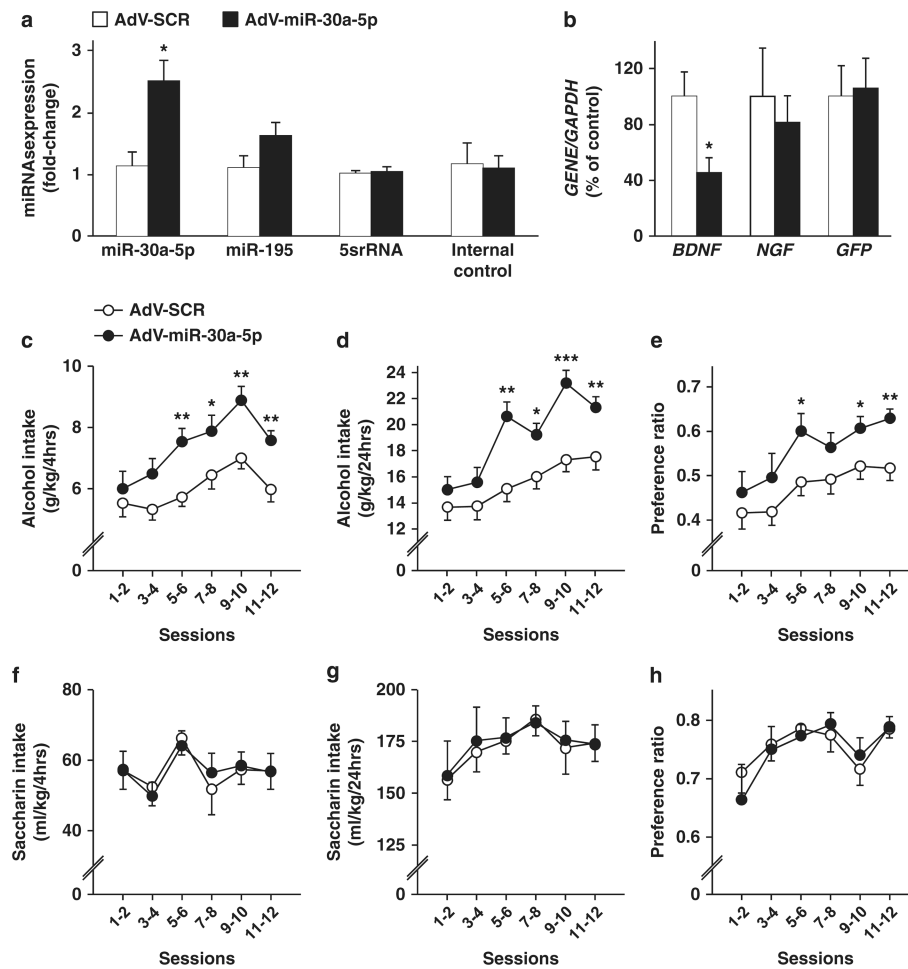 a
AdV-SCR
AdV-miR-30a-5p
miRNAsexpression
(fold-change)
3
2
1
0
*
miR-30a-5p
miR-195
5srRNA
Internal
control
b
GENE/GAPDH
(% of control)
120
80
40
0
*
BDNF
NGF
GFP
AdV-SCR
AdV-miR-30a-5p
c
Alcohol intake
(g/kg/4hrs)
10
8
6
0
**
*
**
**
1-2
3-4
5-6
7-8
9-10
11-12
Sessions
d
Alcohol intake
(g/kg/24hrs)
24
22
20
18
16
14
12
0
**
*
***
**
1-2
3-4
5-6
7-8
9-10
11-12
Sessions
e
Preference ratio
0.7
0.6
0.5
0.4
0
*
*
**
1-2
3-4
5-6
7-8
9-10
11-12
Sessions
f
Saccharin intake
(ml/kg/4hrs)
80
60
40
0
1-2
3-4
5-6
7-8
9-10
11-12
Sessions
g
Saccharin intake
(ml/kg/24hrs)
200
175
150
125
0
1-2
3-4
5-6
7-8
9-10
11-12
Sessions
h
Preference ratio
0.8
0.7
0.6
0
1-2
3-4
5-6
7-8
9-10
11-12
Sessions